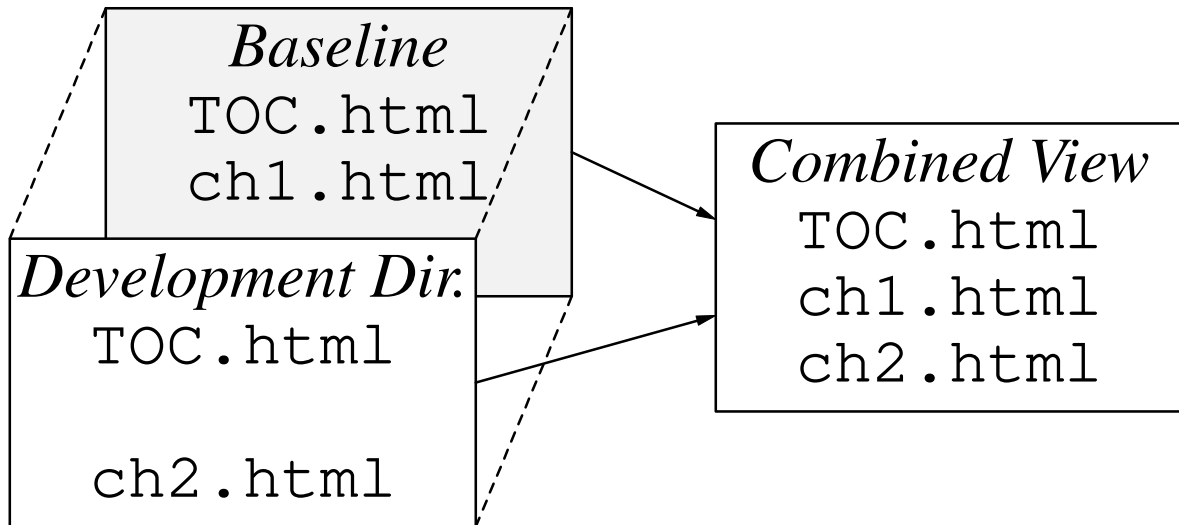 Baseline
TOC.html
ch1.html
Development Dir.
TOC.html
ch2.html
Combined View
TOC.html
ch1.html
ch2.html